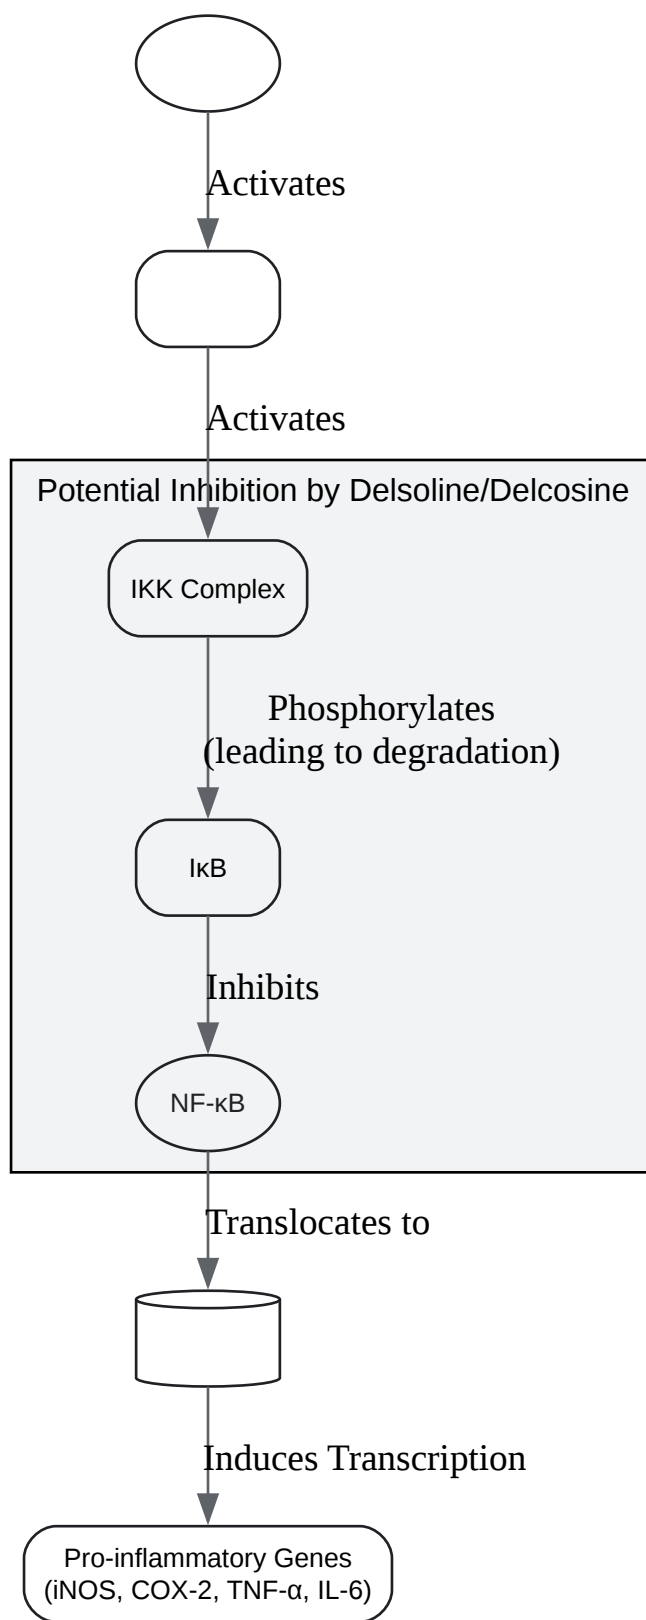 Activates
Activates
Potential Inhibition by Delsoline/Delcosine
IKK Complex
Phosphorylates
(leading to degradation)
IκB
Inhibits
NF-κB
Translocates to
Induces Transcription
Pro-inflammatory Genes
(iNOS, COX-2, TNF-α, IL-6)